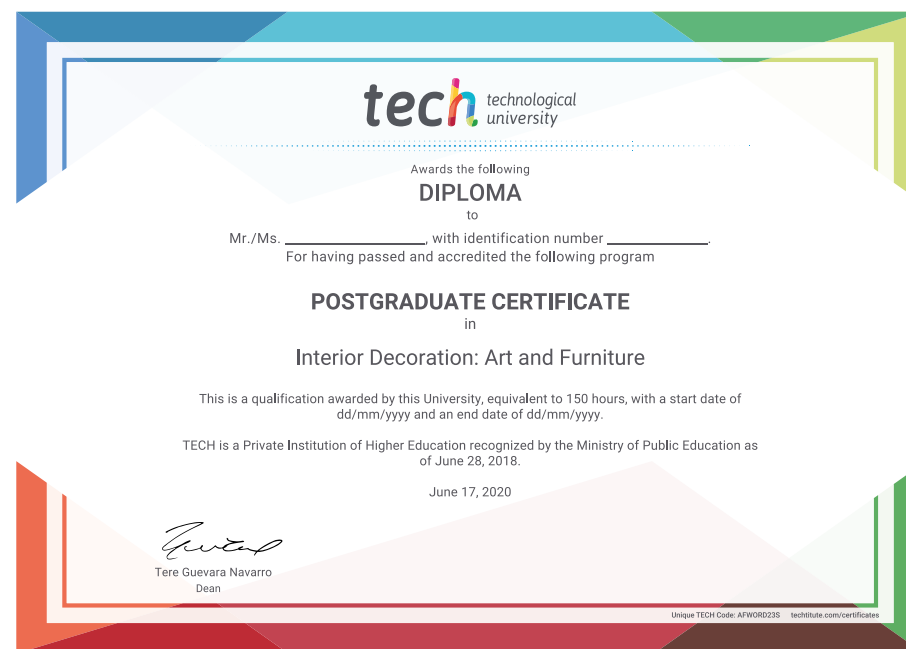 tech technological
university
Awards the following
DIPLOMA
to
Mr./Ms. ____________________, with identification number ______________.
For having passed and accredited the following program
POSTGRADUATE CERTIFICATE
in
Interior Decoration: Art and Furniture
This is a qualification awarded by this University, equivalent to 150 hours, with a start date of
dd/mm/yyyy and an end date of dd/mm/yyyy.
TECH is a Private Institution of Higher Education recognized by the Ministry of Public Education as
of June 28, 2018.
June 17, 2020
Tere Guevara Navarro
Dean
Unique TECH Code: AFWORD23S techtitute.com/certificates